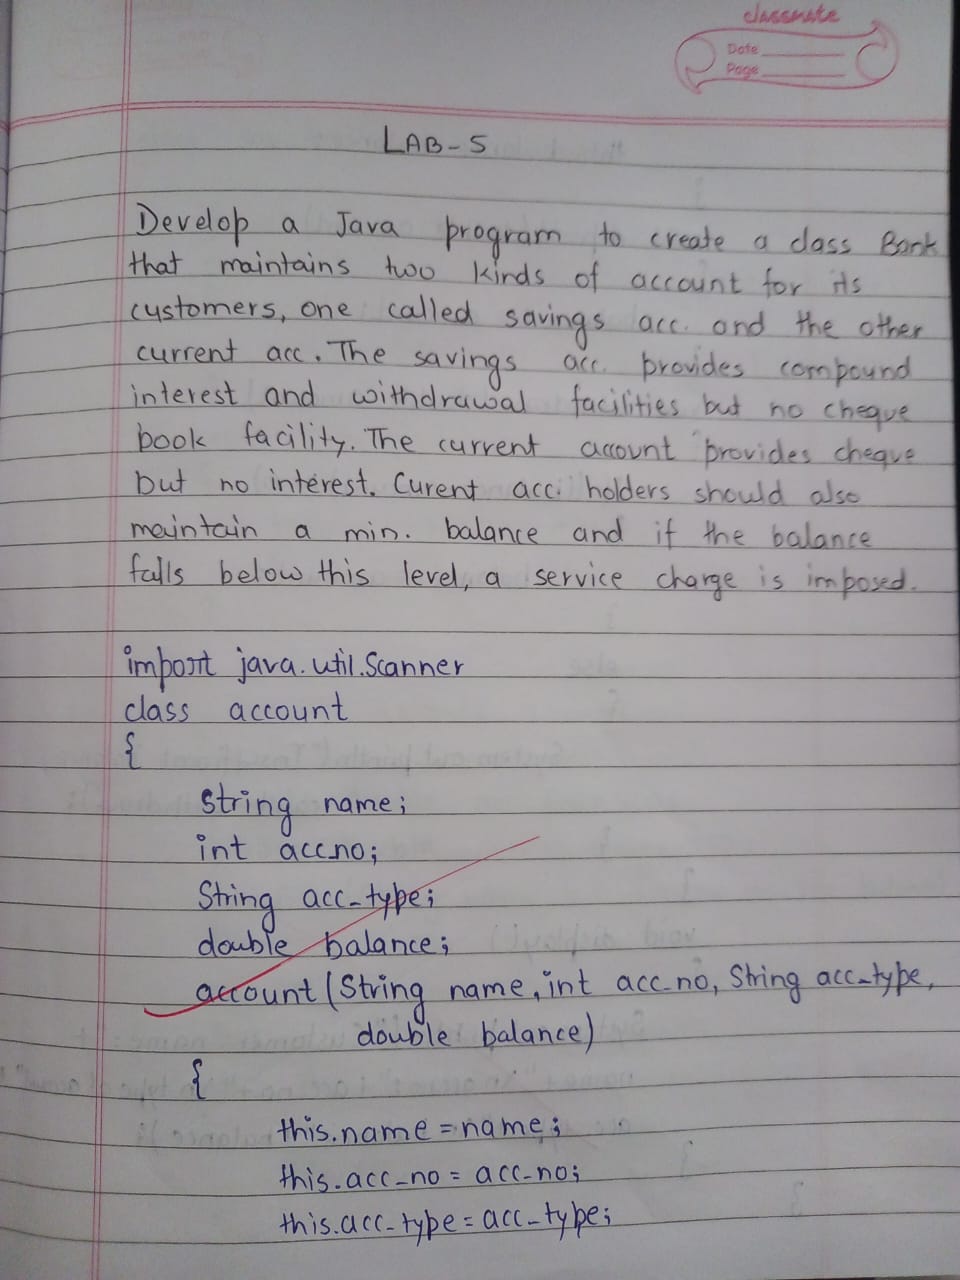 classmate
Date
Page
LAB-5
Develop a Java program to create a class Bank
that maintains two kinds of account for its
customers, one called savings acc. and the other
current acc. The savings acc. provides compound
interest and withdrawal facilities but no cheque
book facility. The current account provides cheque
but no interest. Curent acc. holders should also
maintain a min. balance and if the balance
falls below this level, a service charge is imposed.
import java.util.Scanner
class account
{
String name;
int acc_no;
String acc_type;
double balance;
account (String name, int acc_no, String acc_type,
double balance)
{
this.name = name;
this.acc_no = acc_no;
this.acc_type = acc_type;